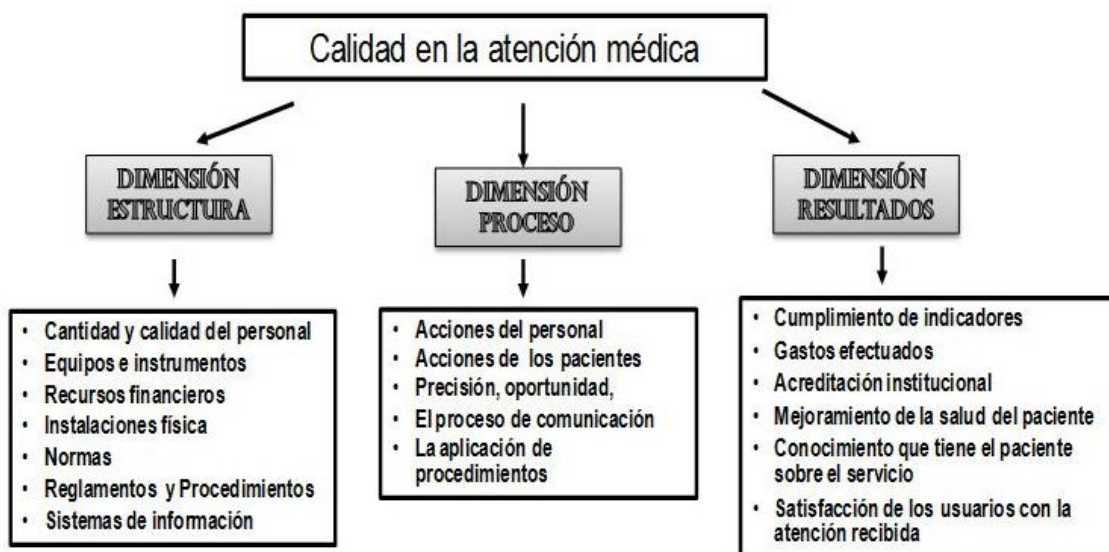 Calidad en la atención médica
DIMENSIÓN
ESTRUCTURA
• Cantidad y calidad del personal
• Equipos e instrumentos
• Recursos financieros
• Instalaciones física
• Normas
• Reglamentos y Procedimientos
• Sistemas de información
DIMENSIÓN
PROCESO
• Acciones del personal
• Acciones de los pacientes
• Precisión, oportunidad,
• El proceso de comunicación
• La aplicación de
procedimientos
DIMENSIÓN
RESULTADOS
• Cumplimiento de indicadores
• Gastos efectuados
• Acreditación institucional
• Mejoramiento de la salud del paciente
• Conocimiento que tiene el paciente
sobre el servicio
• Satisfacción de los usuarios con la
atención recibida